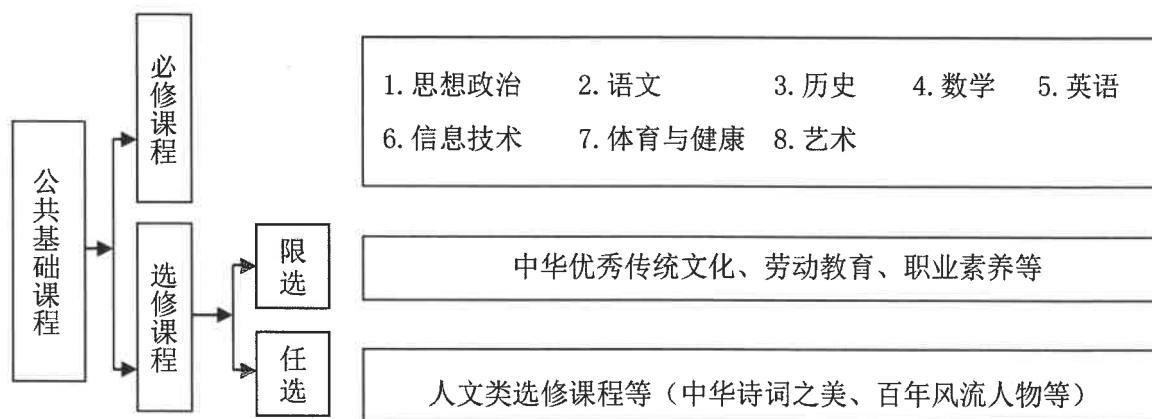 公共基础课程
必修课程
1.思想政治 2.语文 3.历史 4.数学 5.英语
6.信息技术 7.体育与健康 8.艺术
选修课程
限选
中华优秀传统文化、劳动教育、职业素养等
任选
人文类选修课程等（中华诗词之美、百年风流人物等）